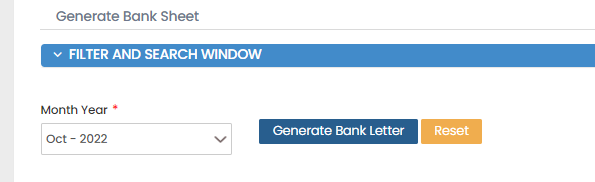 Generate Bank Sheet
FILTER AND SEARCH WINDOW
Month Year *
Oct - 2022
Generate Bank Letter
Reset